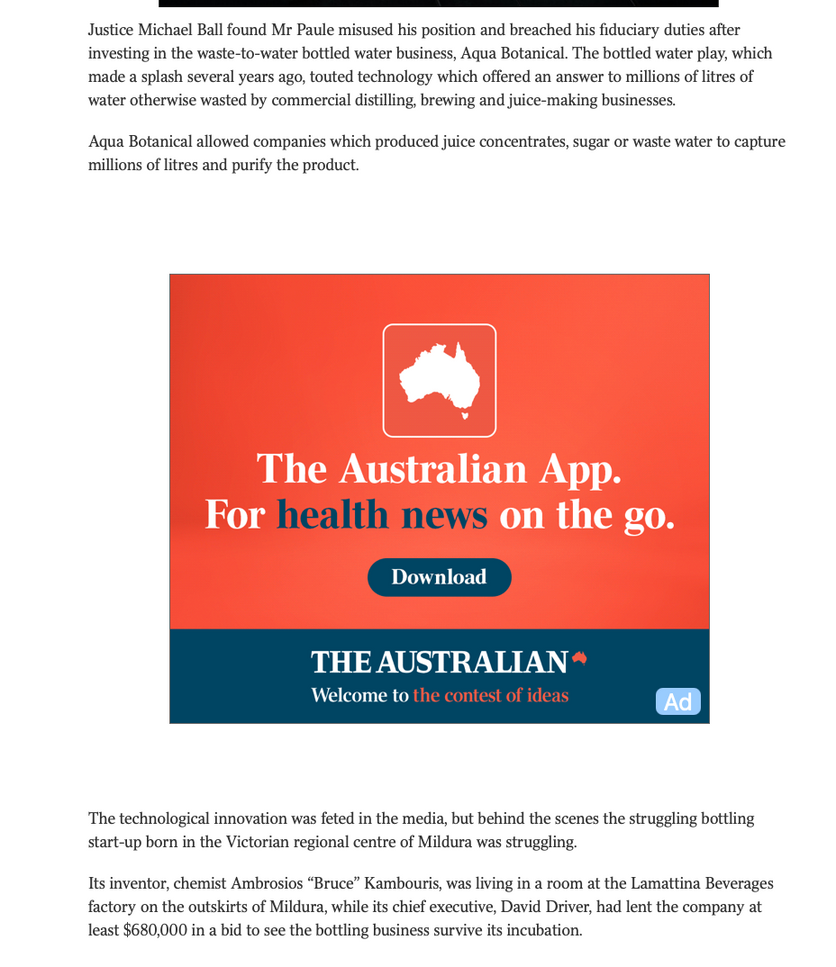 Justice Michael Ball found Mr Paule misused his position and breached his fiduciary duties after
investing in the waste-to-water bottled water business, Aqua Botanical. The bottled water play, which
made a splash several years ago, touted technology which offered an answer to millions of litres of
water otherwise wasted by commercial distilling, brewing and juice-making businesses.
Aqua Botanical allowed companies which produced juice concentrates, sugar or waste water to capture
millions of litres and purify the product.
The Australian App.
For health news on the go.
Download
THE AUSTRALIAN
Welcome to the contest of ideas
Ad
The technological innovation was feted in the media, but behind the scenes the struggling bottling
start-up born in the Victorian regional centre of Mildura was struggling.
Its inventor, chemist Ambrosios “Bruce” Kambouris, was living in a room at the Lamattina Beverages
factory on the outskirts of Mildura, while its chief executive, David Driver, had lent the company at
least $680,000 in a bid to see the bottling business survive its incubation.